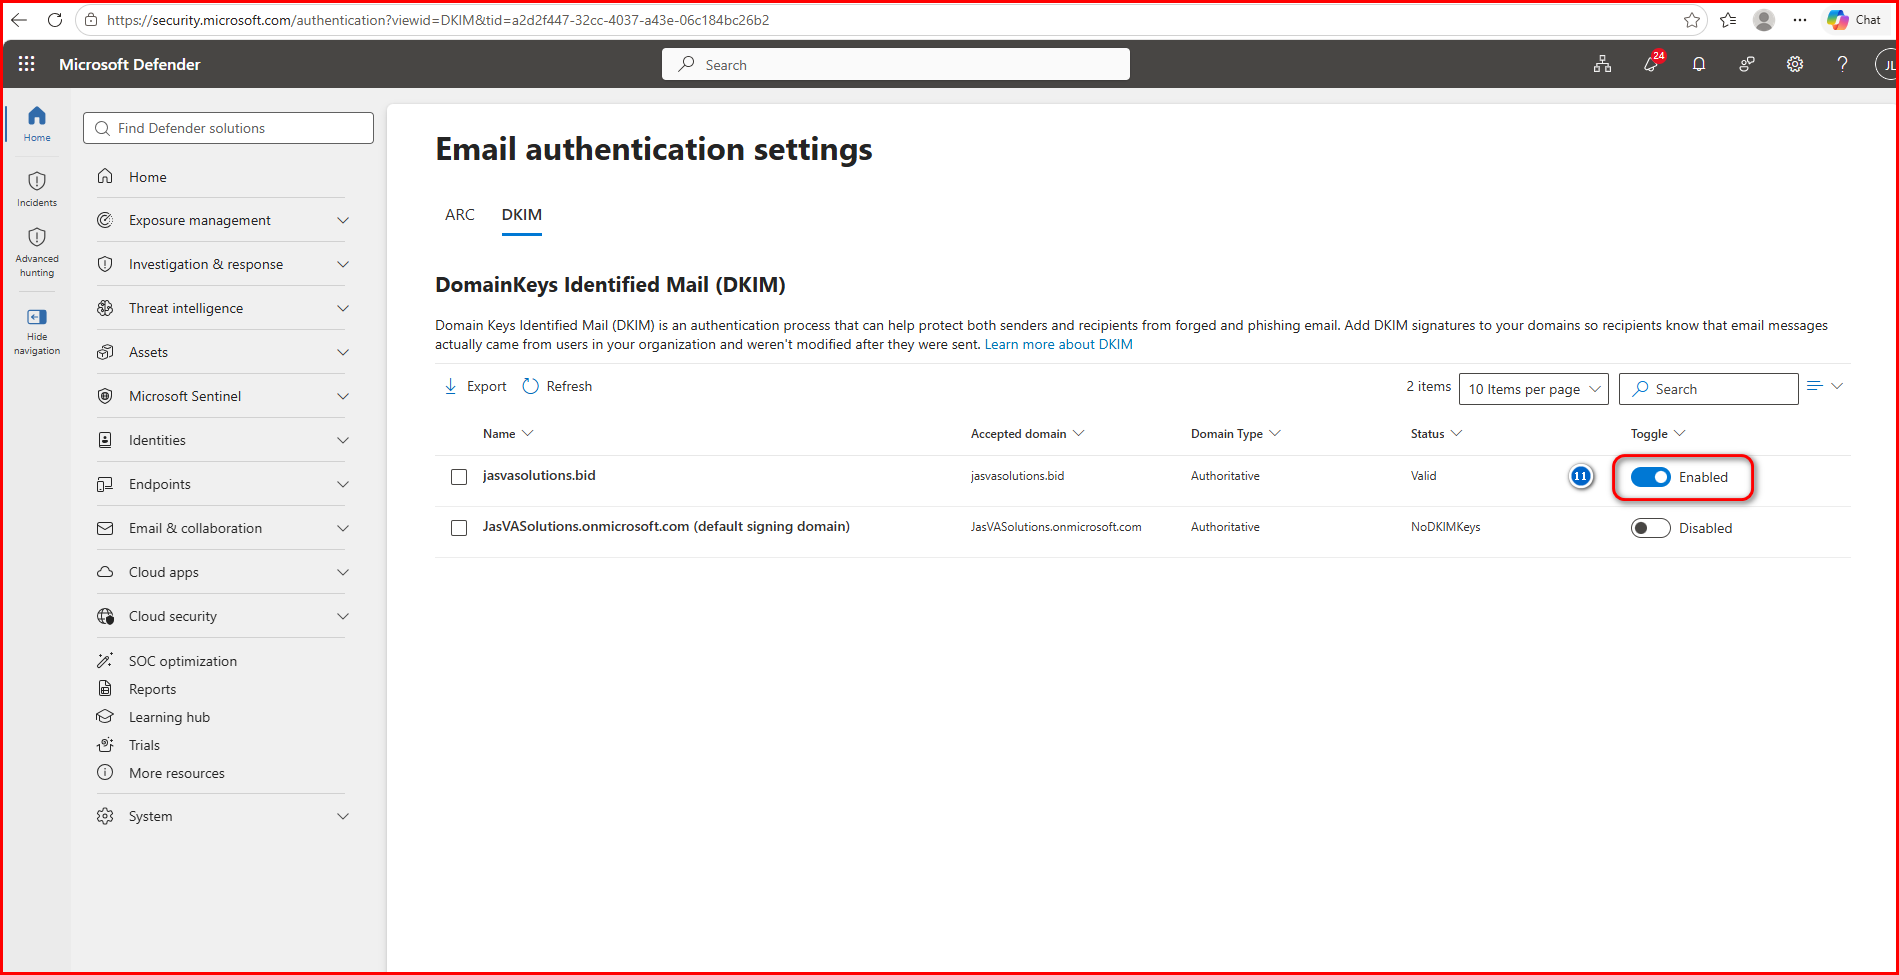 https://security.microsoft.com/authentication?viewid=DKIM&tid=a2d2f447-32cc-4037-a43e-06c184bc26b2
Chat
Microsoft Defender
Search
24
JL
Home
Incidents
Advanced
hunting
Hide
navigation
Find Defender solutions
Home
Exposure management
Investigation & response
Threat intelligence
Assets
Microsoft Sentinel
Identities
Endpoints
Email & collaboration
Cloud apps
Cloud security
SOC optimization
Reports
Learning hub
Trials
More resources
System
Email authentication settings
ARC DKIM
DomainKeys Identified Mail (DKIM)
Domain Keys Identified Mail (DKIM) is an authentication process that can help protect both senders and recipients from forged and phishing email. Add DKIM signatures to your domains so recipients know that email messages
actually came from users in your organization and weren't modified after they were sent. Learn more about DKIM
Export Refresh 2 items 10 Items per page Search
Name Accepted domain Domain Type Status Toggle
jasvasolutions.bid jasvasolutions.bid Authoritative Valid 11 Enabled
JasVASolutions.onmicrosoft.com (default signing domain) JasVASolutions.onmicrosoft.com Authoritative NoDKIMKeys Disabled